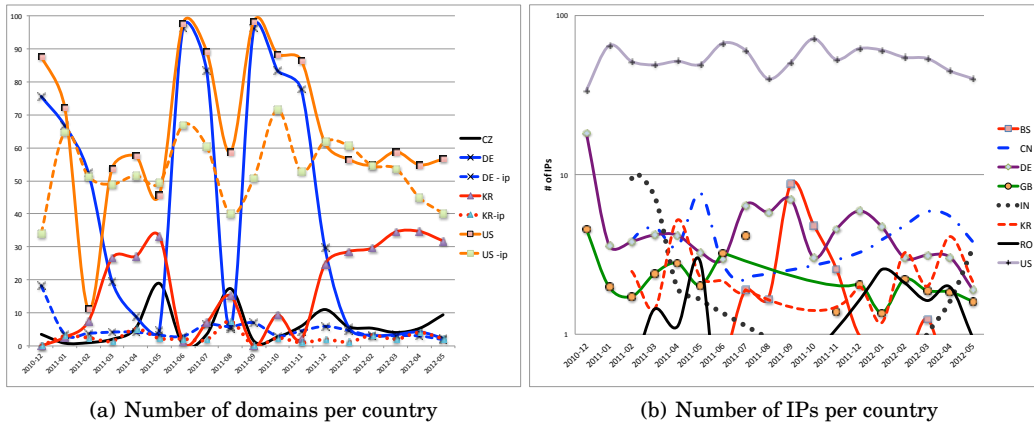 100
90
80
70
60
50
40
30
20
10
0
2010-12
2011-01
2011-02
2011-03
2011-04
2011-05
2011-06
2011-07
2011-08
2011-09
2011-10
2011-11
2011-12
2012-01
2012-02
2012-03
2012-04
2012-05
CZ
DE
DE - ip
KR
KR-ip
US
US -ip
(a) Number of domains per country
# of IPs
100
10
1
2010-12
2011-01
2011-02
2011-03
2011-04
2011-05
2011-06
2011-07
2011-08
2011-09
2011-10
2011-11
2011-12
2012-01
2012-02
2012-03
2012-04
2012-05
BS
CN
DE
GB
IN
KR
RO
US
(b) Number of IPs per country